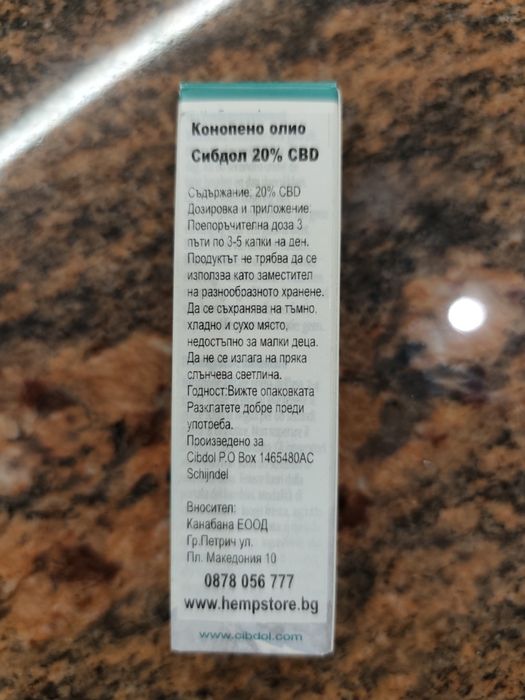 Конопено олио
Сибдол 20% CBD
Съдържание: 20% CBD
Дозировка и приложение:
Препоръчителна доза 3
пъти по 3-5 капки на ден.
Продуктът не трябва да се
използва като заместител
на разнообразното хранене.
Да се съхранява на тъмно,
хладно и сухо място,
недостъпно за малки деца.
Да не се излага на пряка
слънчева светлина.
Годност:Вижте опаковката
Разклатете добре преди
употреба.
Произведено за
Cibdol P.O Box 1465480AC
Schijndel
Вносител:
Канабана ЕООД
Гр.Петрич ул.
Пл. Македония 10
0878 056 777
www.hempstore.bg
www.cibdol.com